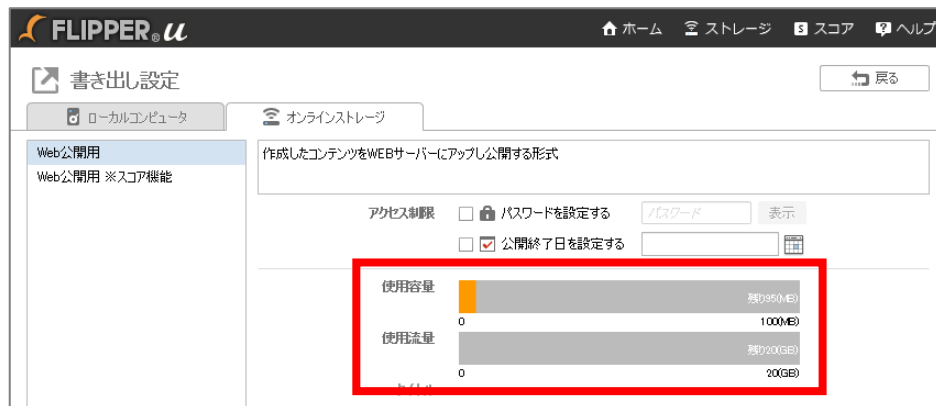 FLIPPER® u
ホーム ストレージ S スコア ヘルプ
書き出し設定
戻る
ローカルコンピュータ オンラインストレージ
Web公開用
Web公開用 ※スコア機能
作成したコンテンツをWEBサーバーにアップし公開する形式
アクセス制限 パスワードを設定する パスワード 表示
公開終了日を設定する
使用容量 残り95(MB)
0 100(MB)
使用流量 残り20(GB)
0 20(GB)